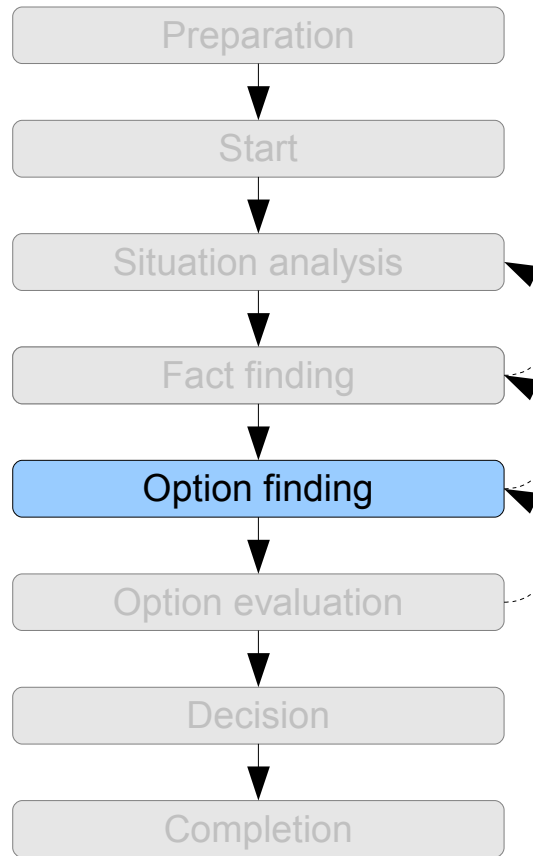 Preparation
Start
Situation analysis
Fact finding
Option finding
Option evaluation
Decision
Completion